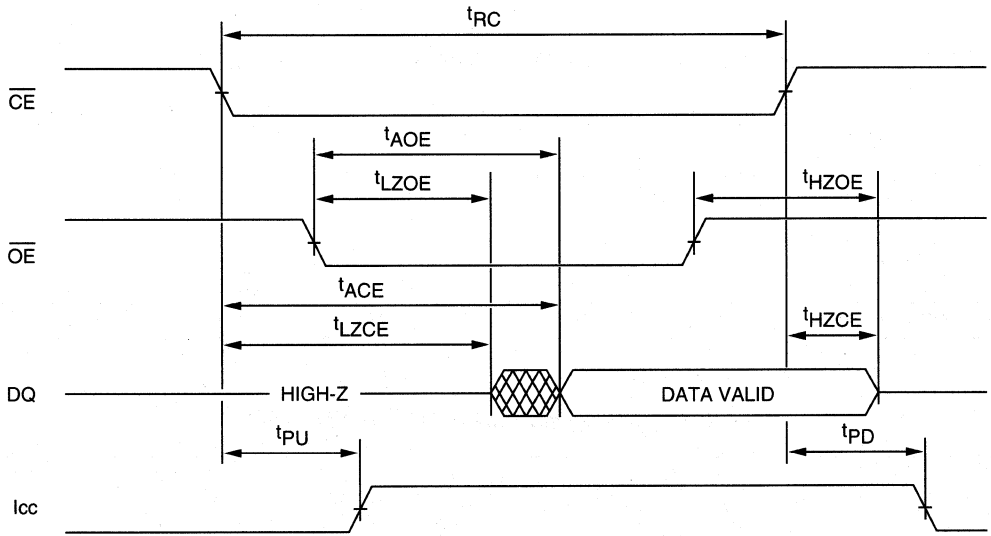 tRC
CE
tAOE
tLZOE
tHZOE
OE
tACE
tLZCE
tHZCE
DQ
HIGH-Z
DATA VALID
tPU
tPD
Icc